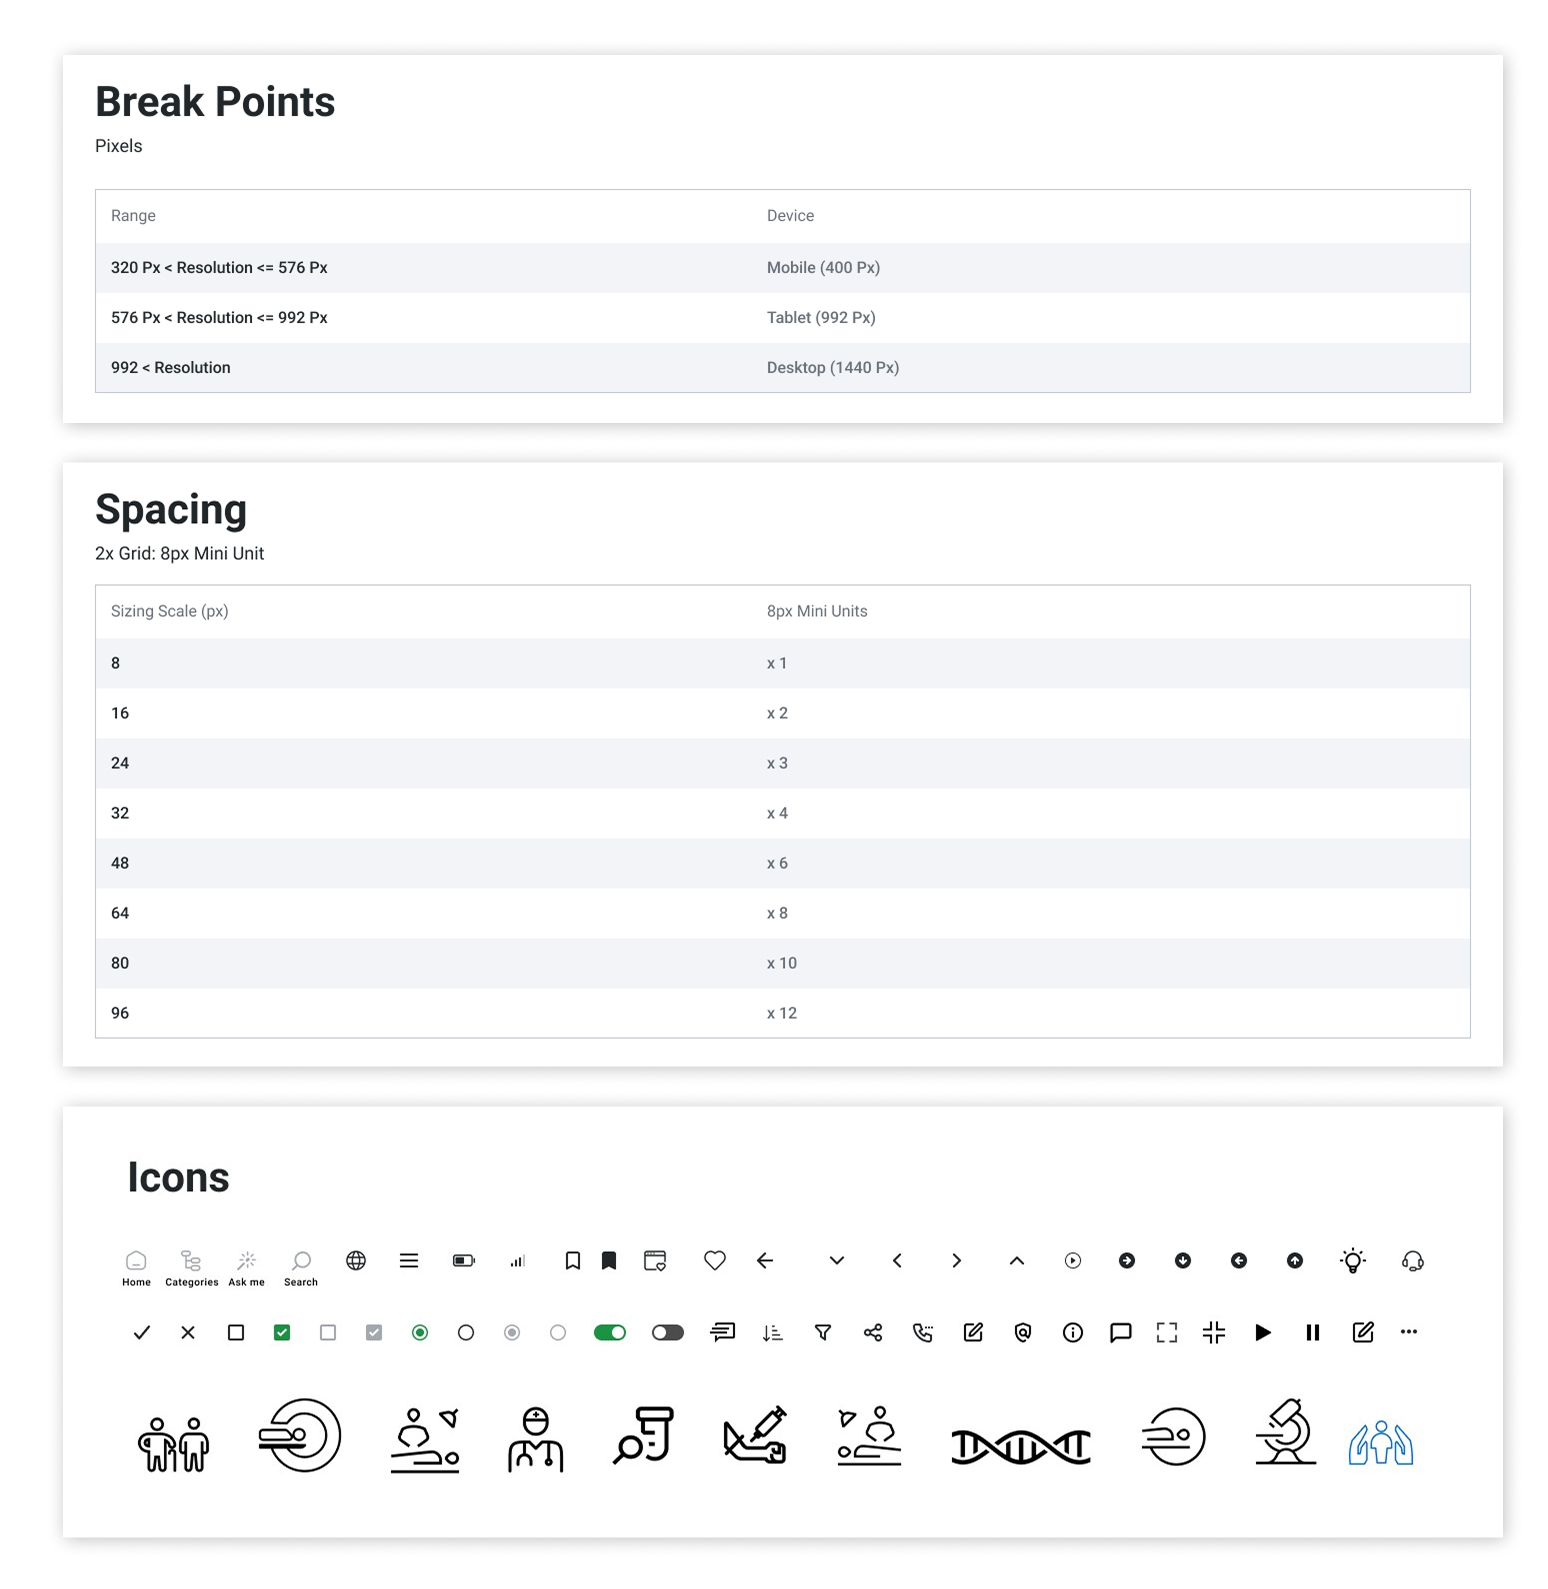 Break Points
Pixels
Range Device
320 Px < Resolution <= 576 Px Mobile (400 Px)
576 Px < Resolution <= 992 Px Tablet (992 Px)
992 < Resolution Desktop (1440 Px)
Spacing
2x Grid: 8px Mini Unit
Sizing Scale (px) 8px Mini Units
8 x 1
16 x 2
24 x 3
32 x 4
48 x 6
64 x 8
80 x 10
96 x 12
Icons
Home Categories Ask me Search